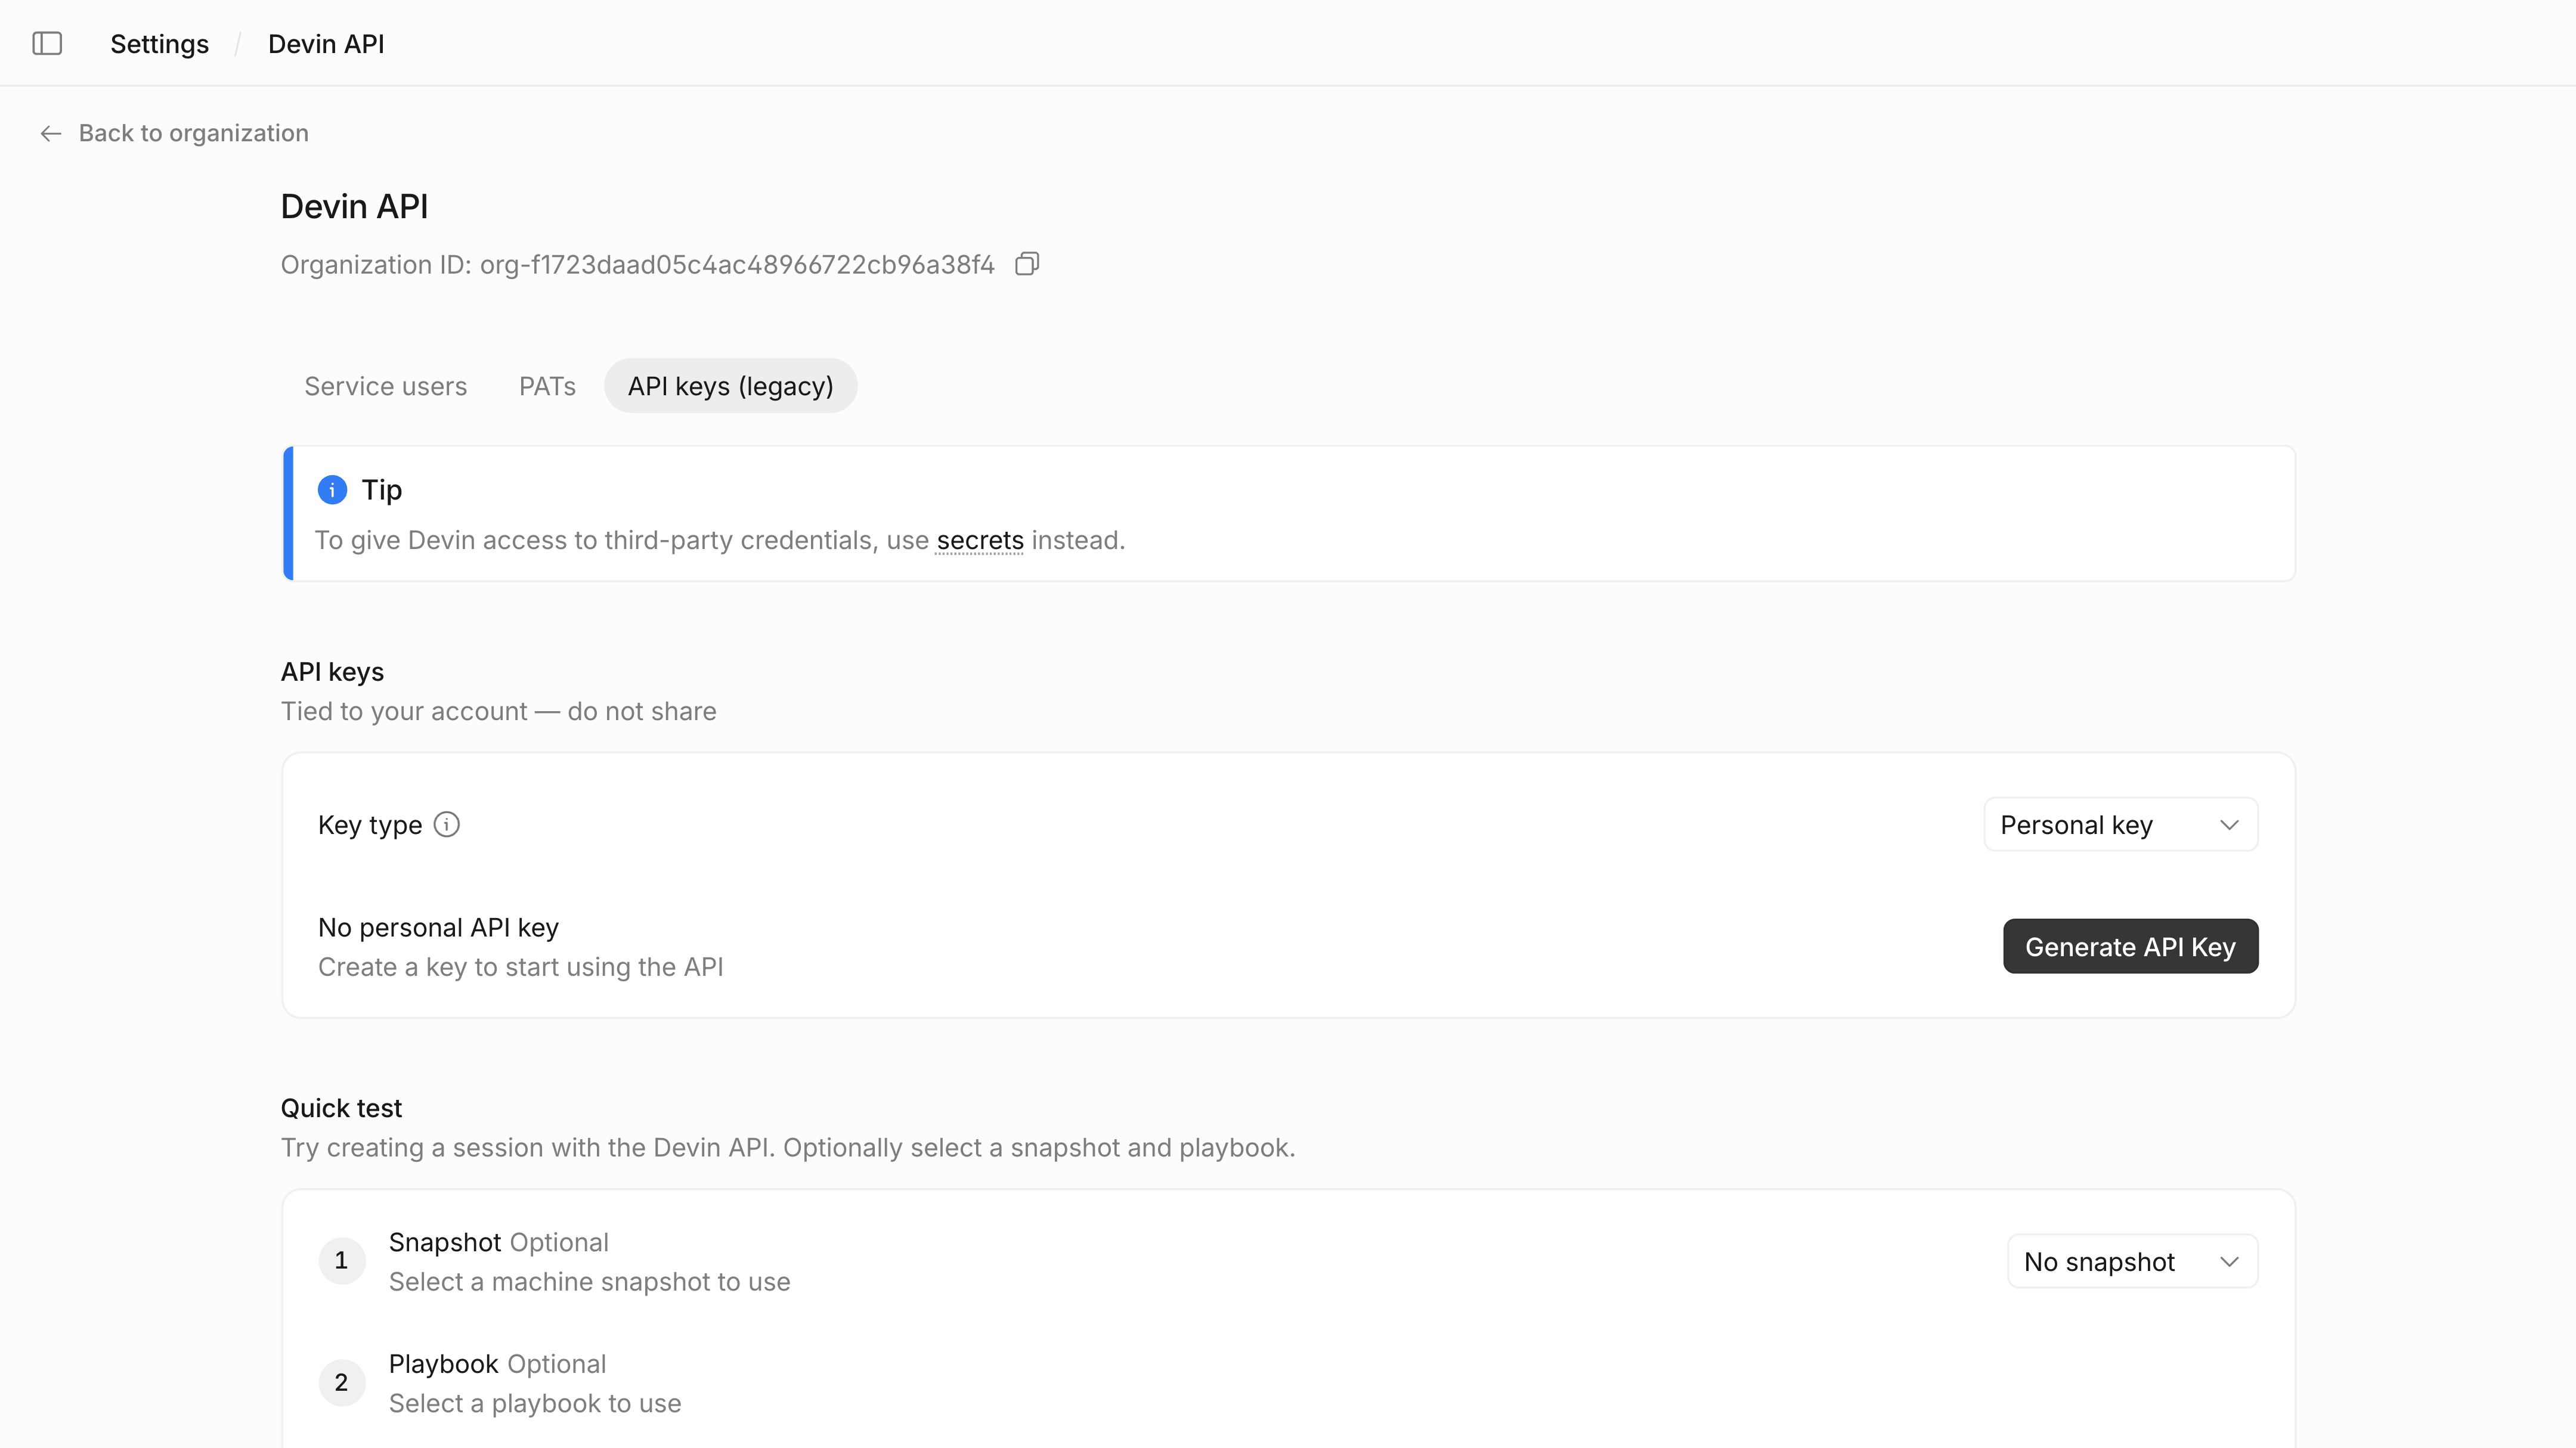 Settings / Devin API
Back to organization
Devin API
Organization ID: org-f1723daad05c4ac48966722cb96a38f4
Service users
PATs
API keys (legacy)
Tip
To give Devin access to third-party credentials, use secrets instead.
API keys
Tied to your account — do not share
Key type
Personal key
No personal API key
Create a key to start using the API
Generate API Key
Quick test
Try creating a session with the Devin API. Optionally select a snapshot and playbook.
1
Snapshot Optional
Select a machine snapshot to use
No snapshot
2
Playbook Optional
Select a playbook to use